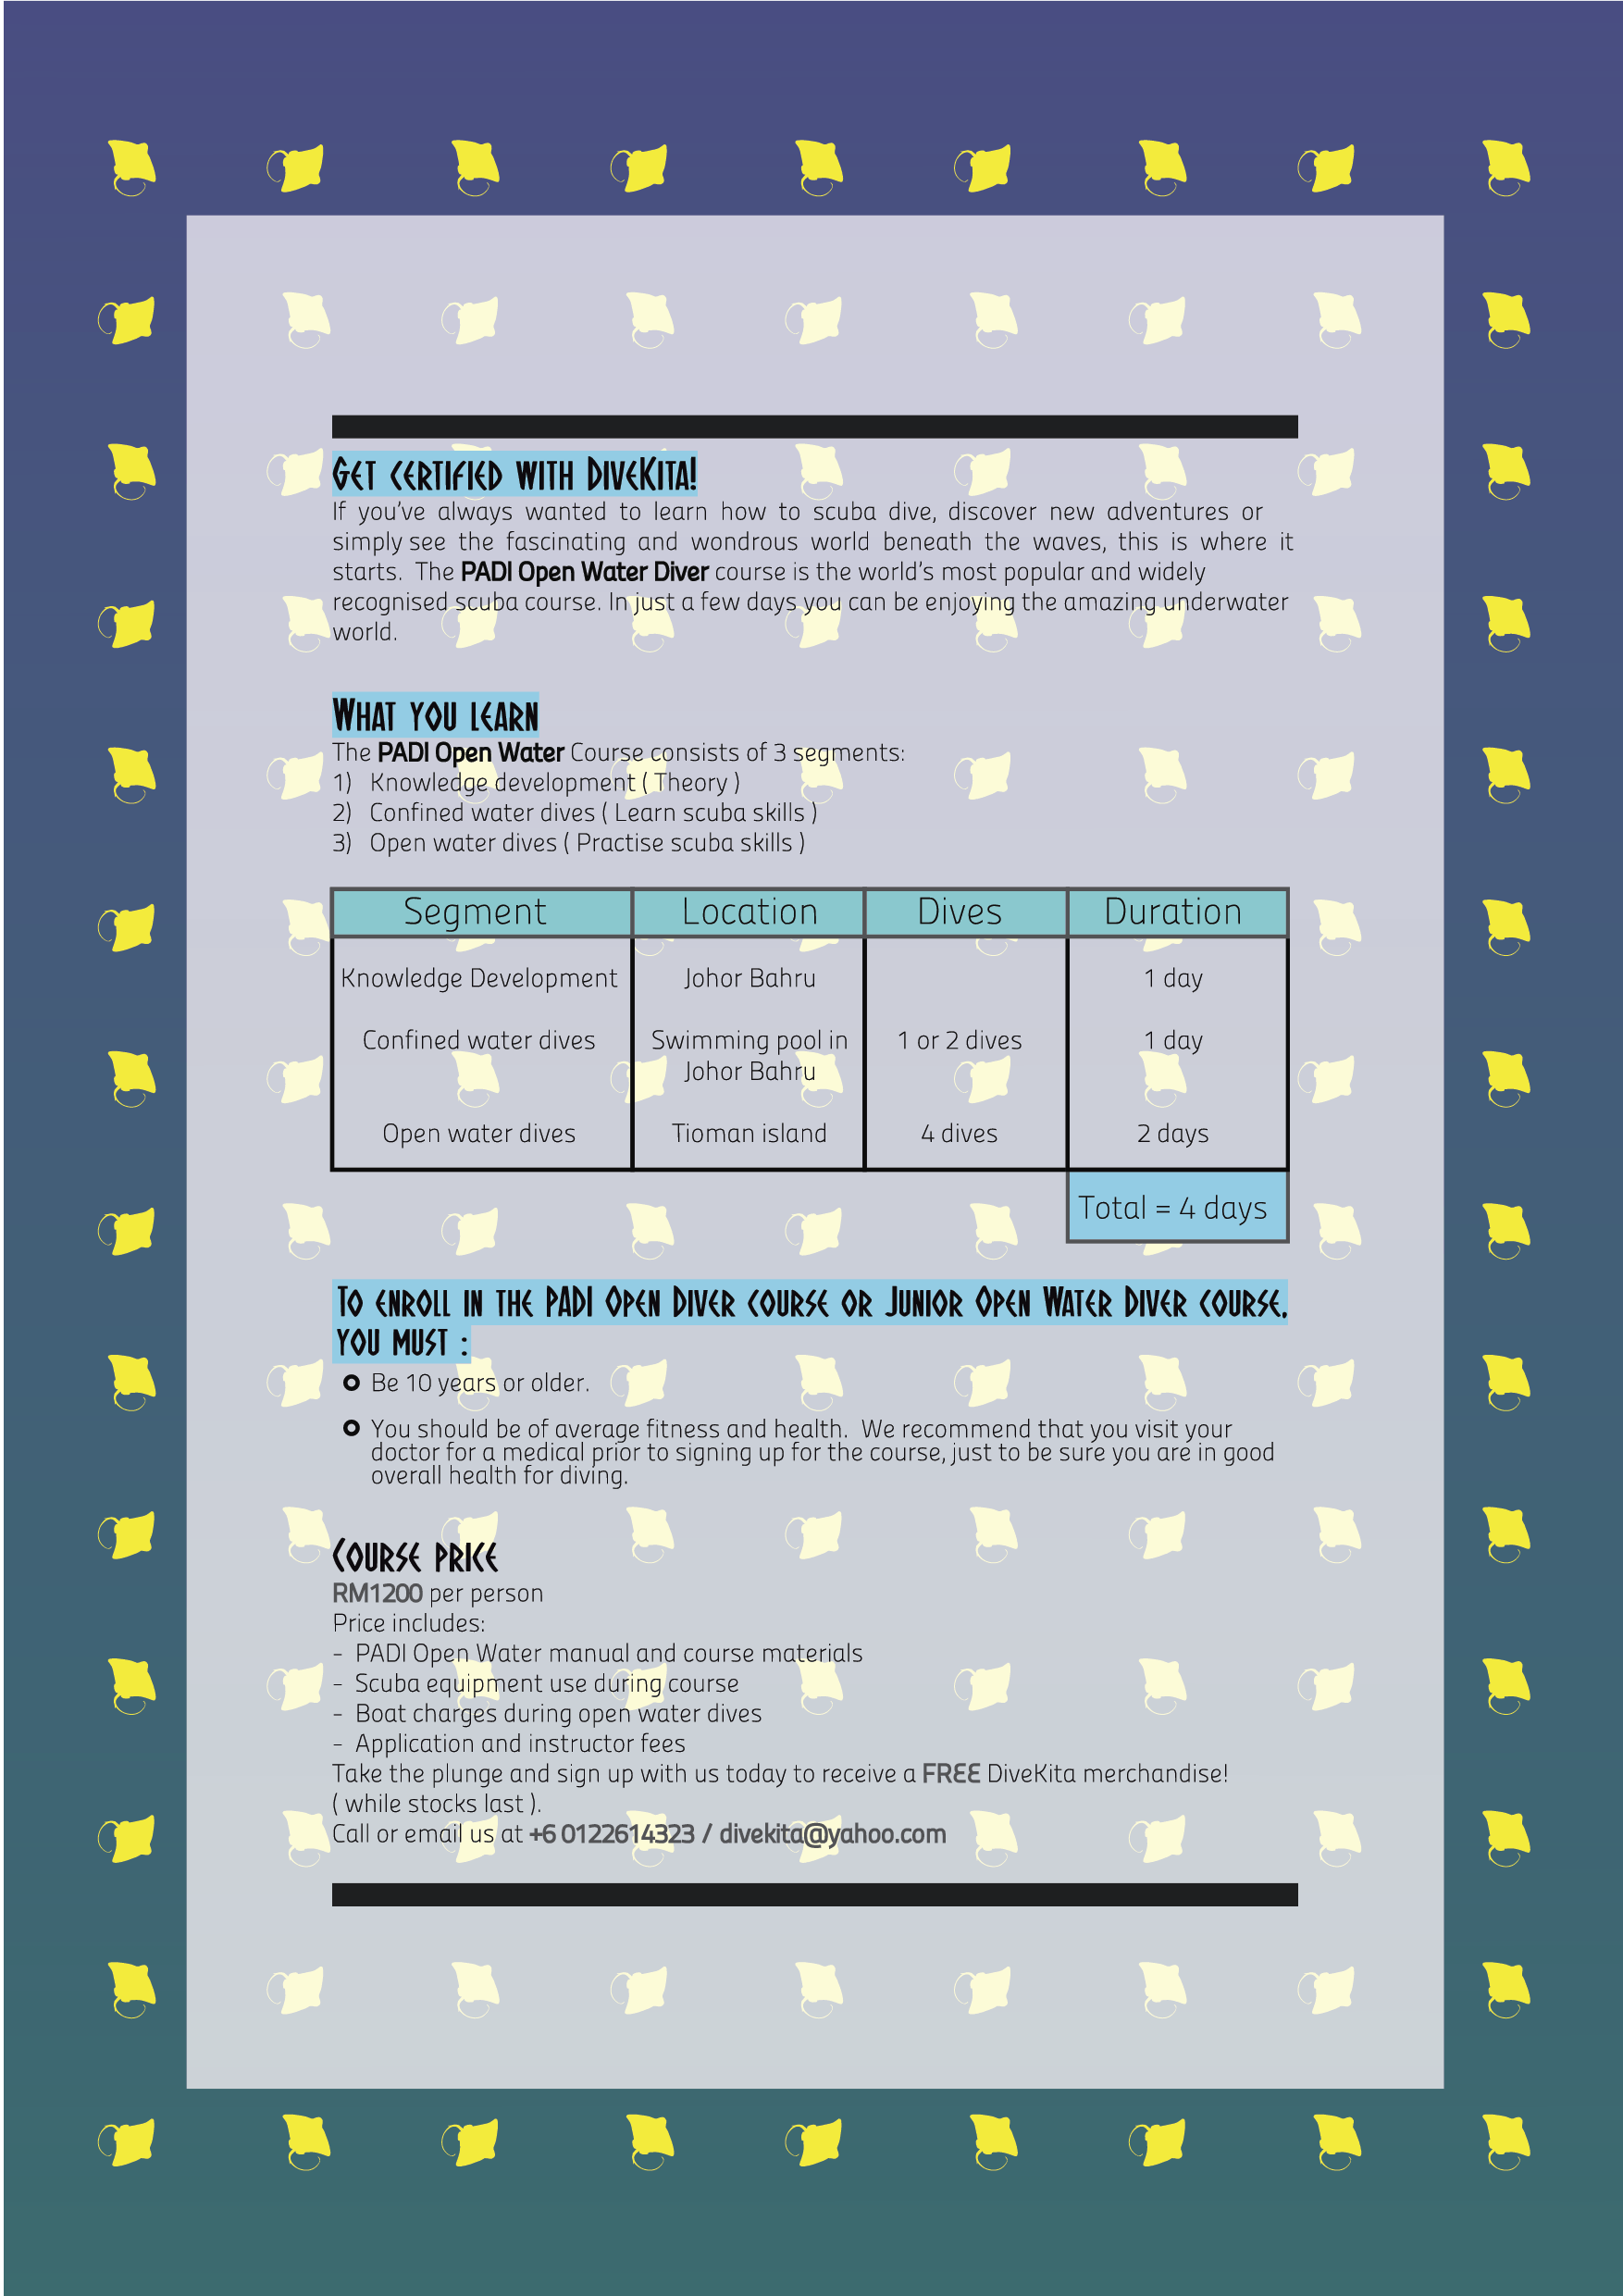 Get certified with DiveKita!
If you've always wanted to learn how to scuba dive, discover new adventures or
simply see the fascinating and wondrous world beneath the waves, this is where it
starts. The PADI Open Water Diver course is the world's most popular and widely
recognised scuba course. In just a few days you can be enjoying the amazing underwater
world.
What you learn
The PADI Open Water Course consists of 3 segments:
1) Knowledge development ( Theory )
2) Confined water dives ( Learn scuba skills )
3) Open water dives ( Practise scuba skills )
Segment Location Dives Duration
Knowledge Development Johor Bahru 1 day
Confined water dives Swimming pool in 1 or 2 dives 1 day
Johor Bahru
Open water dives Tioman island 4 dives 2 days
Total = 4 days
To enroll in the PADI Open Diver course or Junior Open Water Diver course,
you must :
Be 10 years or older.
You should be of average fitness and health. We recommend that you visit your
doctor for a medical prior to signing up for the course, just to be sure you are in good
overall health for diving.
Course price
RM1200 per person
Price includes:
- PADI Open Water manual and course materials
- Scuba equipment use during course
- Boat charges during open water dives
- Application and instructor fees
Take the plunge and sign up with us today to receive a FREE DiveKita merchandise!
( while stocks last ).
Call or email us at +6 0122614323 / divekita@yahoo.com